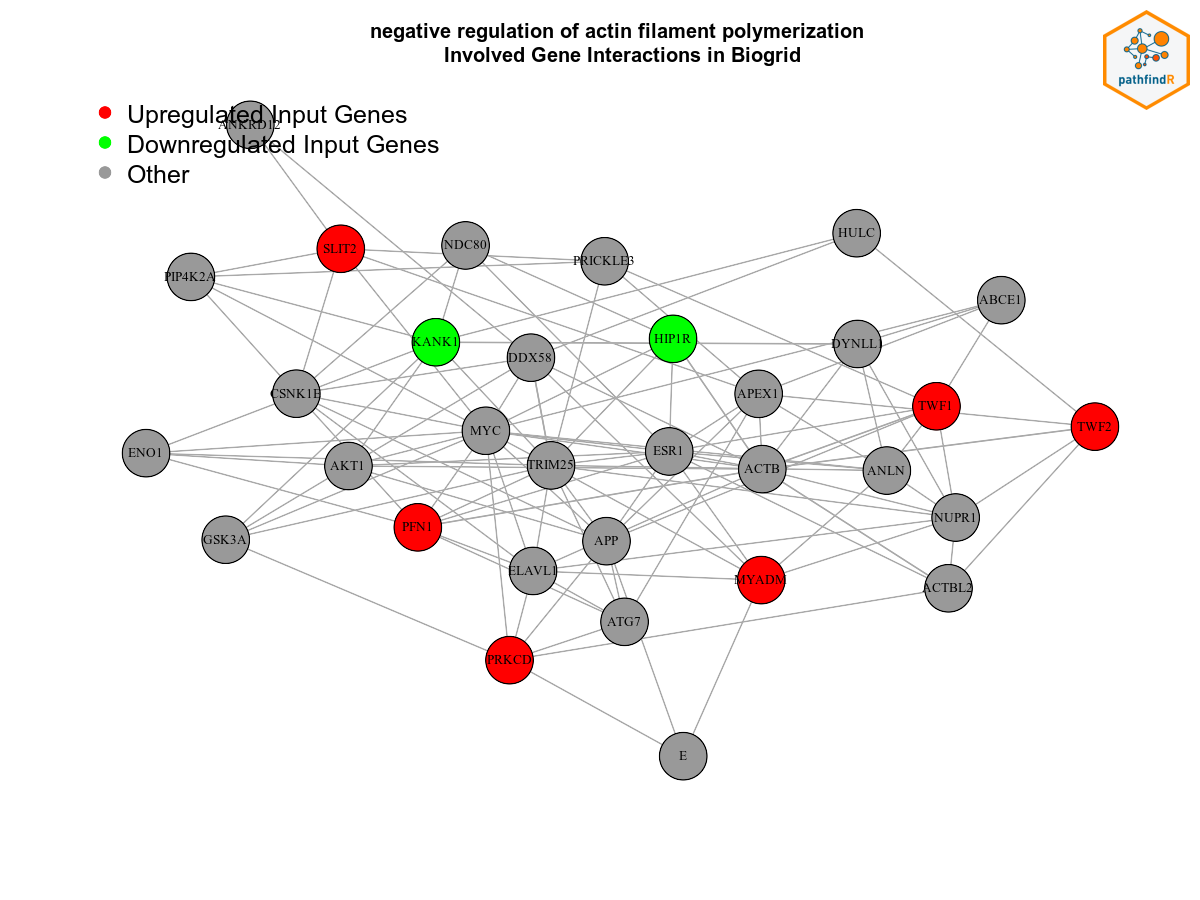 negative regulation of actin filament polymerization
Involved Gene Interactions in Biogrid
pathfindR
Upregulated Input Genes
ANKRD12
Downregulated Input Genes
Other
HULC
SLIT2
NDC80
PRICKLE3
PIP4K2A
ABCE1
KANK1
HIP1R
DYNLL1
DDX58
CSNK1E
APEX1
TWF1
TWF2
MYC
ENO1
AKT1
TRIM25
ESR1
ACTB
ANLN
NUPR1
PFN1
GSK3A
APP
ELAVL1
MYADM
ACTBL2
ATG7
PRKCD
E